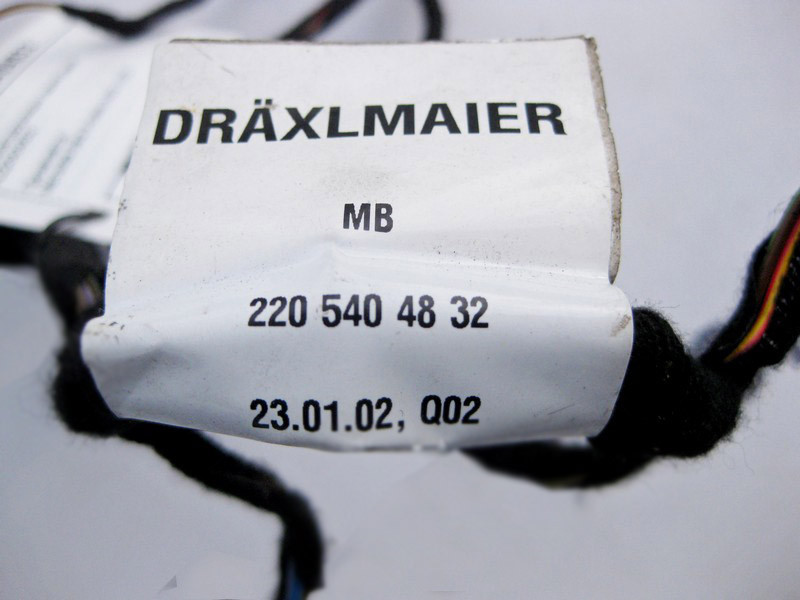 DRÄXLMAIER
MB
220 540 48 32
23.01.02, Q02